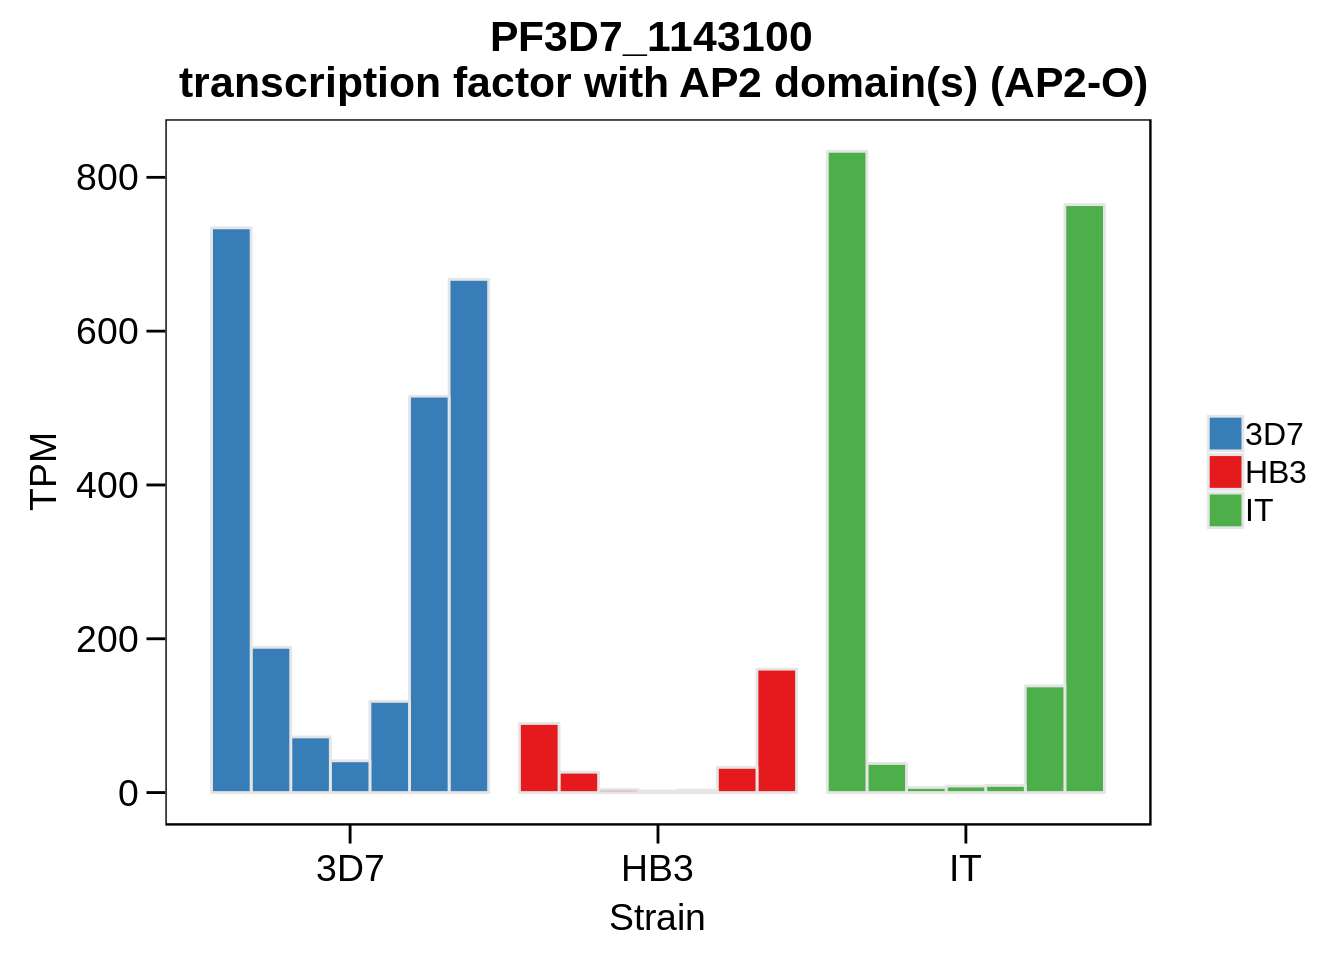 PF3D7_1143100
transcription factor with AP2 domain(s) (AP2-O)
800
600
400
200
0
TPM
3D7
HB3
IT
Strain
3D7
HB3
IT